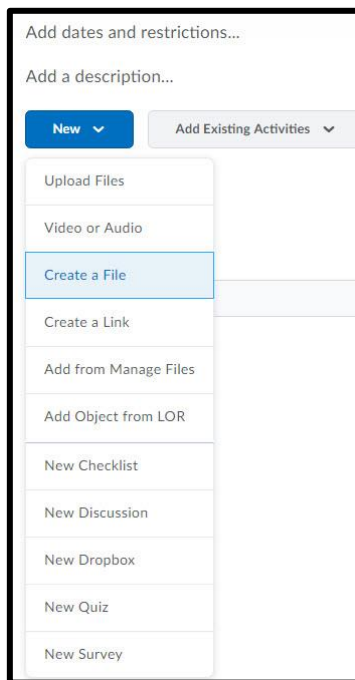 Add dates and restrictions...
Add a description...
New Add Existing Activities
Upload Files
Video or Audio
Create a File
Create a Link
Add from Manage Files
Add Object from LOR
New Checklist
New Discussion
New Dropbox
New Quiz
New Survey